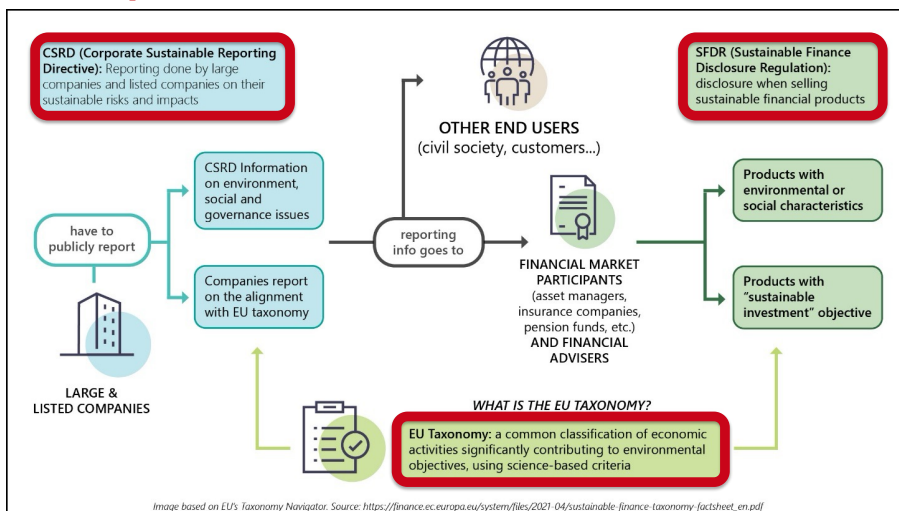 CSRD (Corporate Sustainable Reporting
Directive): Reporting done by large
companies and listed companies on their
sustainable risks and impacts
SFDR (Sustainable Finance
Disclosure Regulation):
disclosure when selling
sustainable financial products
OTHER END USERS
(civil society, customers...)
CSRD Information
on environment,
social and
governance issues
Products with
environmental or
social characteristics
have to
publicly report
reporting
info goes to
Companies report
on the alignment
with EU taxonomy
FINANCIAL MARKET
PARTICIPANTS
(asset managers,
insurance companies,
pension funds, etc.)
AND FINANCIAL
ADVISERS
Products with
"sustainable
investment" objective
LARGE &
LISTED COMPANIES
WHAT IS THE EU TAXONOMY?
EU Taxonomy: a common classification of economic
activities significantly contributing to environmental
objectives, using science-based criteria
Image based on EU's Taxonomy Navigator. Source: https://finance.ec.europa.eu/system/files/2021-04/sustainable-finance-taxonomy-factsheet_en.pdf